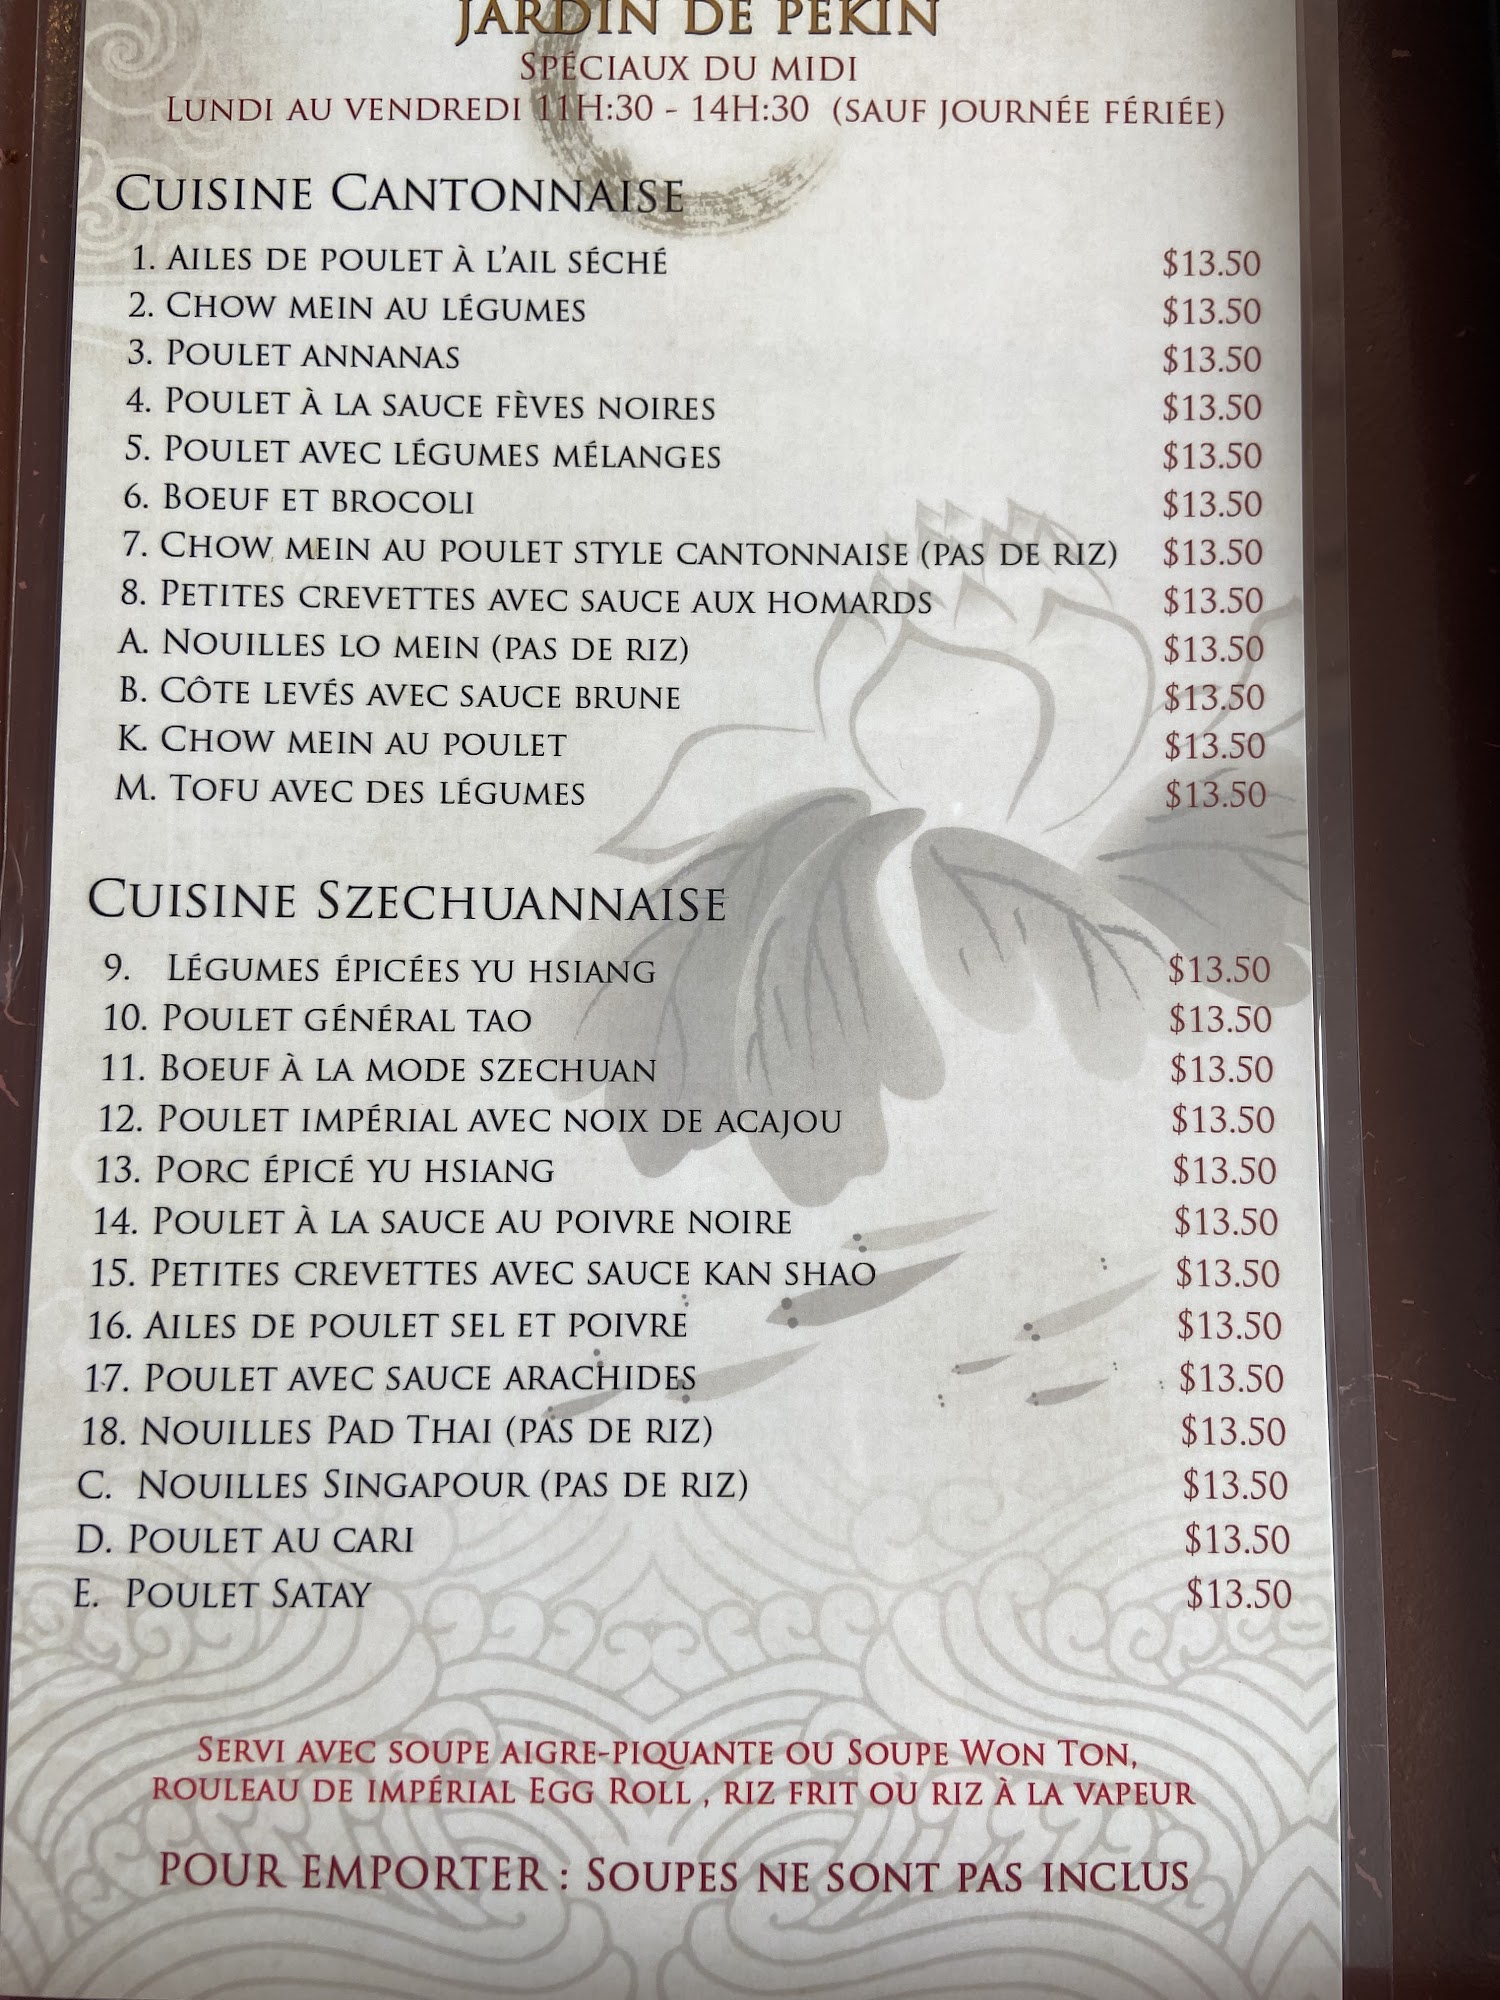 JARDIN DE PEKIN
SPÉCIAUX DU MIDI
LUNDI AU VENDREDI 11H:30 - 14H:30 (SAUF JOURNÉE FÉRIÉE)
CUISINE CANTONNAISE
1. AILES DE POULET À L'AIL SÉCHÉ $13.50
2. CHOW MEIN AU LÉGUMES $13.50
3. POULET ANNANAS $13.50
4. POULET À LA SAUCE FÈVES NOIRES $13.50
5. POULET AVEC LÉGUMES MÉLANGES $13.50
6. BOEUF ET BROCOLI $13.50
7. CHOW MEIN AU POULET STYLE CANTONNAISE (PAS DE RIZ) $13.50
8. PETITES CREVETTES AVEC SAUCE AUX HOMARDS $13.50
A. NOUILLES LO MEIN (PAS DE RIZ) $13.50
B. CÔTE LEVÉS AVEC SAUCE BRUNE $13.50
K. CHOW MEIN AU POULET $13.50
M. TOFU AVEC DES LÉGUMES $13.50
CUISINE SZECHUANNAISE
9. LÉGUMES ÉPICÉES YU HSIANG $13.50
10. POULET GÉNÉRAL TAO $13.50
11. BOEUF À LA MODE SZECHUAN $13.50
12. POULET IMPÉRIAL AVEC NOIX DE ACAJOU $13.50
13. PORC ÉPICÉ YU HSIANG $13.50
14. POULET À LA SAUCE AU POIVRE NOIRE $13.50
15. PETITES CREVETTES AVEC SAUCE KAN SHAO $13.50
16. AILES DE POULET SEL ET POIVRE $13.50
17. POULET AVEC SAUCE ARACHIDES $13.50
18. NOUILLES PAD THAI (PAS DE RIZ) $13.50
C. NOUILLES SINGAPOUR (PAS DE RIZ) $13.50
D. POULET AU CARI $13.50
E. POULET SATAY $13.50
SERVI AVEC SOUPE AIGRE-PIQUANTE OU SOUPE WON TON,
ROULEAU DE IMPÉRIAL EGG ROLL , RIZ FRIT OU RIZ À LA VAPEUR
POUR EMPORTER : SOUPES NE SONT PAS INCLUS